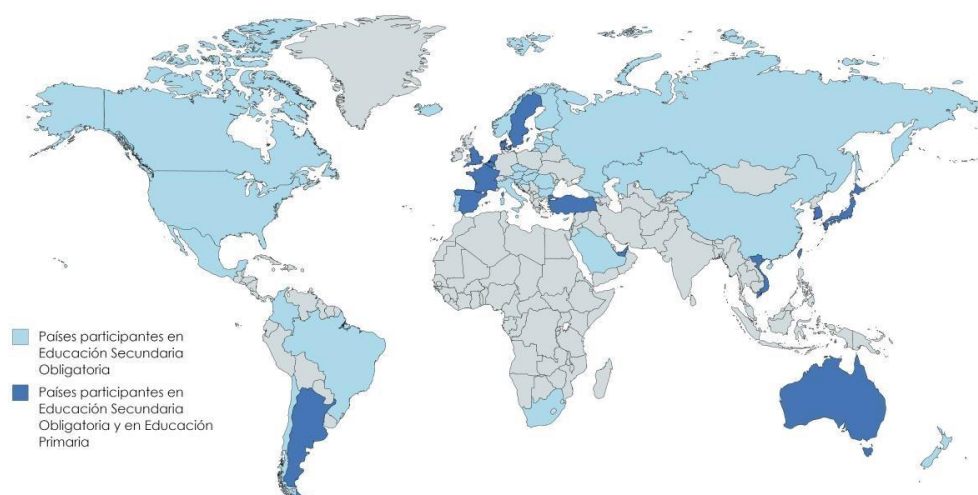 Países participantes en
Educación Secundaria
Obligatoria
Países participantes en
Educación Secundaria
Obligatoria y en Educación
Primaria